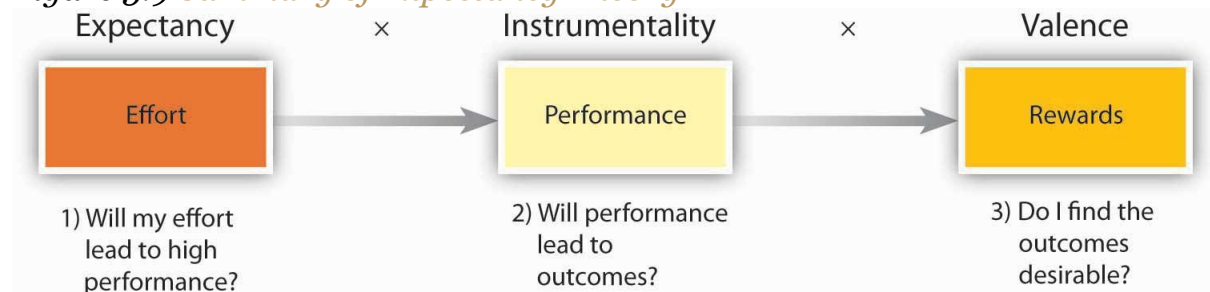 Expectancy × Instrumentality × Valence
Effort Performance Rewards
1) Will my effort
lead to high
performance?
2) Will performance
lead to
outcomes?
3) Do I find the
outcomes
desirable?